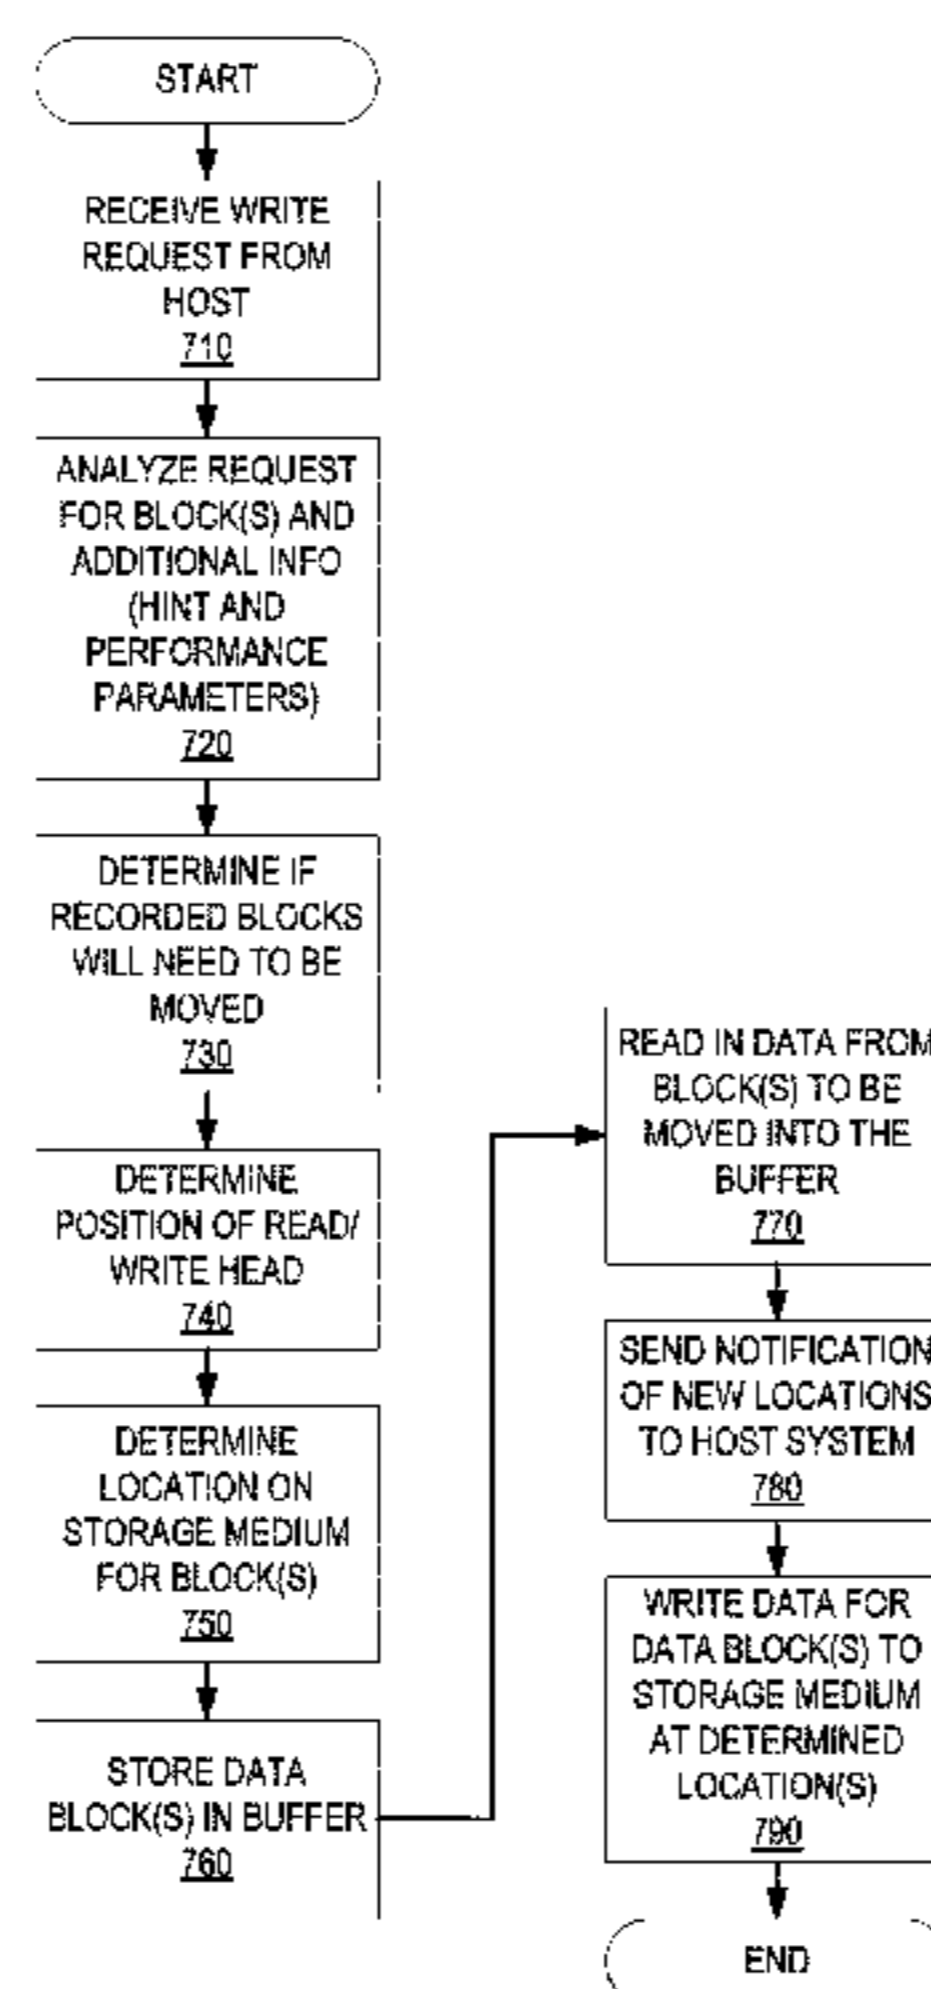 START
RECEIVE WRITE
REQUEST FROM
HOST
710
ANALYZE REQUEST
FOR BLOCK(S) AND
ADDITIONAL INFO
(HINT AND
PERFORMANCE
PARAMETERS)
720
DETERMINE IF
RECORDED BLOCKS
WILL NEED TO BE
MOVED
730
DETERMINE
POSITION OF READ/
WRITE HEAD
740
DETERMINE
LOCATION ON
STORAGE MEDIUM
FOR BLOCK(S)
750
STORE DATA
BLOCK(S) IN BUFFER
760
READ IN DATA FROM
BLOCK(S) TO BE
MOVED INTO THE
BUFFER
770
SEND NOTIFICATION
OF NEW LOCATIONS
TO HOST SYSTEM
780
WRITE DATA FOR
DATA BLOCK(S) TO
STORAGE MEDIUM
AT DETERMINED
LOCATION(S)
790
END